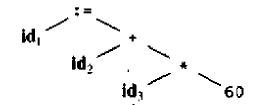 :=
id₁ +
id₂ *
id₃ 60